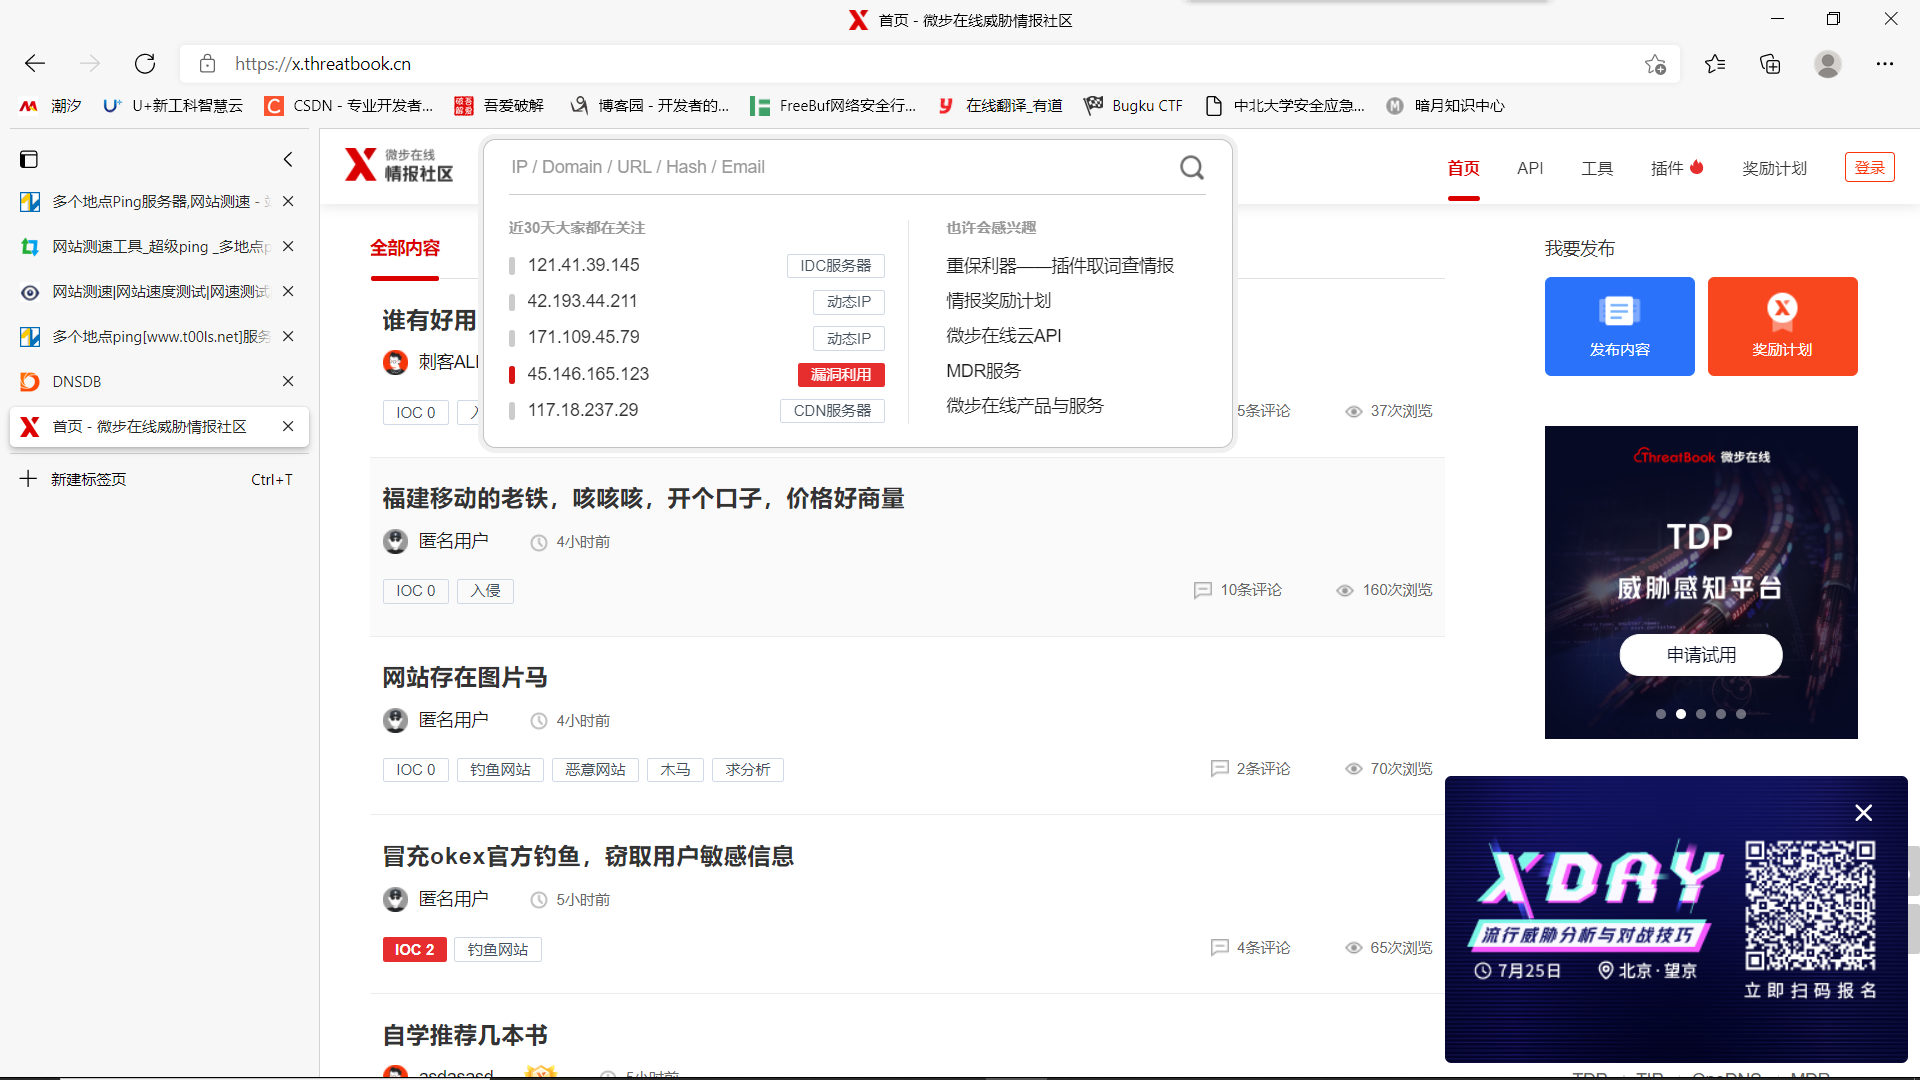 首页 - 微步在线威胁情报社区
https://x.threatbook.cn
潮汐
U+新工科智慧云
CSDN - 专业开发者...
吾爱破解
博客园 - 开发者的...
FreeBuf网络安全行...
在线翻译_有道
Bugku CTF
中北大学安全应急...
暗月知识中心
多个地点Ping服务器,网站测速 -
网站测速工具_超级ping _多地点p
网站测速|网站速度测试|网速测试
多个地点ping[www.t00ls.net]服务
DNSDB
首页 - 微步在线威胁情报社区
新建标签页 Ctrl+T
微步在线
情报社区
IP / Domain / URL / Hash / Email
首页
API
工具
插件
奖励计划
登录
近30天大家都在关注
121.41.39.145 IDC服务器
42.193.44.211 动态IP
171.109.45.79 动态IP
45.146.165.123 漏洞利用
117.18.237.29 CDN服务器
也许会感兴趣
重保利器——插件取词查情报
情报奖励计划
微步在线云API
MDR服务
微步在线产品与服务
全部内容
谁有好用
刺客ALI
IOC 0
5条评论 37次浏览
福建移动的老铁，咳咳咳，开个口子，价格好商量
匿名用户 4小时前
IOC 0 入侵
10条评论 160次浏览
网站存在图片马
匿名用户 4小时前
IOC 0 钓鱼网站 恶意网站 木马 求分析
2条评论 70次浏览
冒充okex官方钓鱼，窃取用户敏感信息
匿名用户 5小时前
IOC 2 钓鱼网站
4条评论 65次浏览
自学推荐几本书
asdasasd 5小时前
我要发布
发布内容
奖励计划
ThreatBook 微步在线
TDP
威胁感知平台
申请试用
XDAY
流行威胁分析与对战技巧
7月25日 北京·望京
立即扫码报名
TDP TIP OneDNS MDR